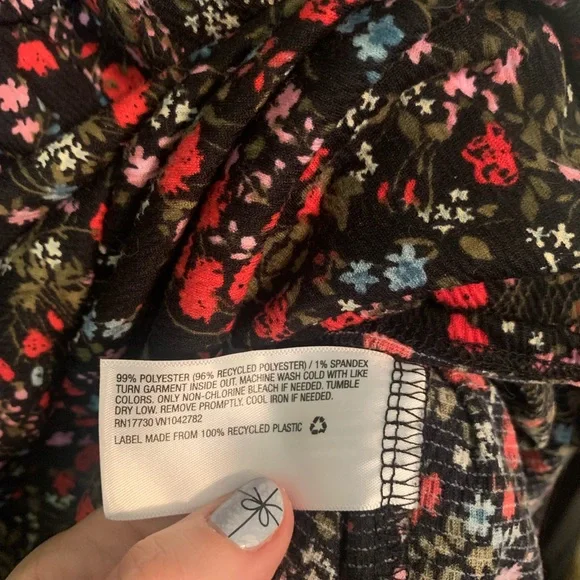 99% POLYESTER (96% RECYCLED POLYESTER) / 1% SPANDEX
TURN GARMENT INSIDE OUT. MACHINE WASH COLD WITH LIKE
COLORS. ONLY NON-CHLORINE BLEACH IF NEEDED. TUMBLE
DRY LOW. REMOVE PROMPTLY. COOL IRON IF NEEDED.
RN17730 VN1042782
LABEL MADE FROM 100% RECYCLED PLASTIC